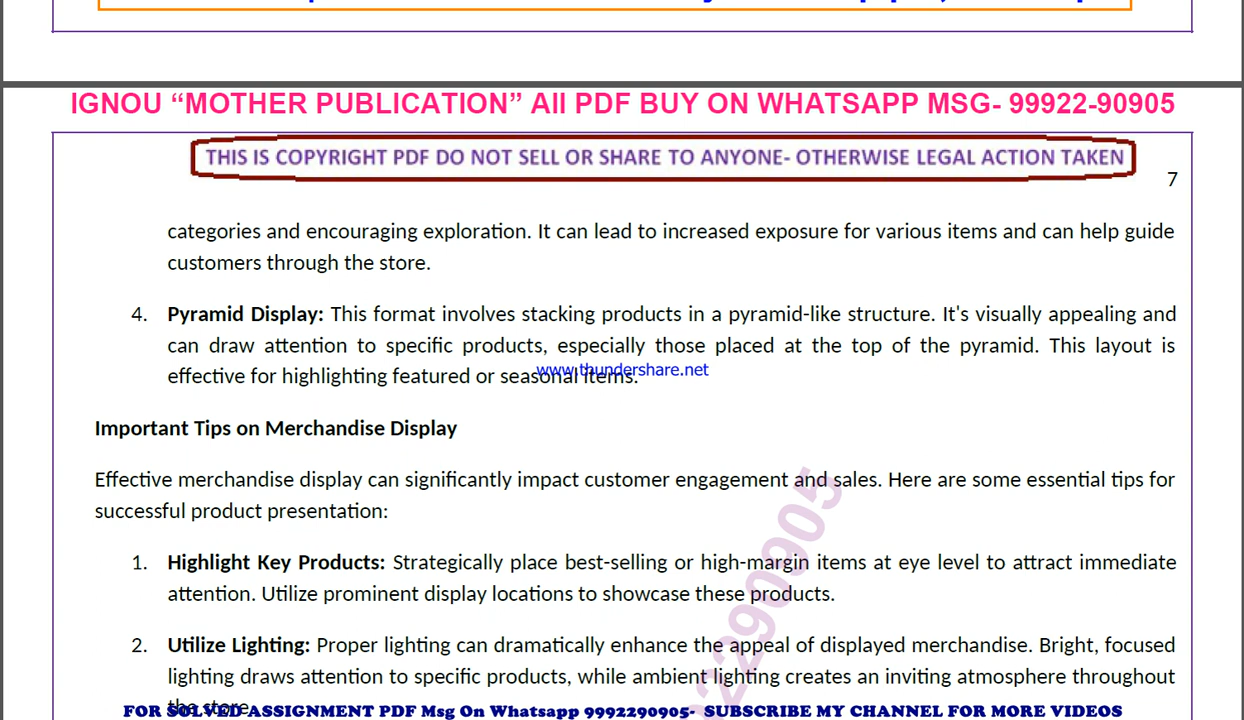 IGNOU “MOTHER PUBLICATION” All PDF BUY ON WHATSAPP MSG- 99922-90905
THIS IS COPYRIGHT PDF DO NOT SELL OR SHARE TO ANYONE- OTHERWISE LEGAL ACTION TAKEN
7
categories and encouraging exploration. It can lead to increased exposure for various items and can help guide
customers through the store.
4. Pyramid Display: This format involves stacking products in a pyramid-like structure. It's visually appealing and
can draw attention to specific products, especially those placed at the top of the pyramid. This layout is
effective for highlighting featured or seasonal items.
www.thundershare.net
Important Tips on Merchandise Display
Effective merchandise display can significantly impact customer engagement and sales. Here are some essential tips for
successful product presentation:
1. Highlight Key Products: Strategically place best-selling or high-margin items at eye level to attract immediate
attention. Utilize prominent display locations to showcase these products.
2. Utilize Lighting: Proper lighting can dramatically enhance the appeal of displayed merchandise. Bright, focused
lighting draws attention to specific products, while ambient lighting creates an inviting atmosphere throughout
the store.
FOR SOLVED ASSIGNMENT PDF Msg On Whatsapp 9992290905- SUBSCRIBE MY CHANNEL FOR MORE VIDEOS